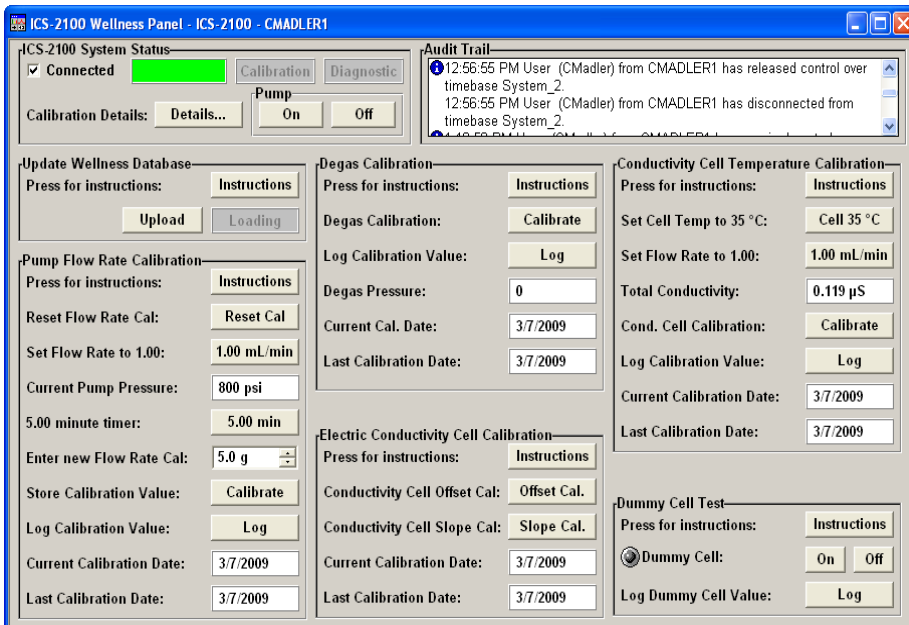 ICS-2100 Wellness Panel - ICS-2100 - CMADLER1
ICS-2100 System Status
Connected
Calibration
Diagnostic
Calibration Details:
Details...
Pump
On
Off
Audit Trail
12:56:55 PM User (CMadler) from CMADLER1 has released control over
timebase System_2.
12:56:55 PM User (CMadler) from CMADLER1 has disconnected from
timebase System_2.
Update Wellness Database
Press for instructions:
Instructions
Upload
Loading
Pump Flow Rate Calibration
Press for instructions:
Instructions
Reset Flow Rate Cal:
Reset Cal
Set Flow Rate to 1.00:
1.00 mL/min
Current Pump Pressure:
800 psi
5.00 minute timer:
5.00 min
Enter new Flow Rate Cal:
5.0 g
Store Calibration Value:
Calibrate
Log Calibration Value:
Log
Current Calibration Date:
3/7/2009
Last Calibration Date:
3/7/2009
Degas Calibration
Press for instructions:
Instructions
Degas Calibration:
Calibrate
Log Calibration Value:
Log
Degas Pressure:
0
Current Cal. Date:
3/7/2009
Last Calibration Date:
3/7/2009
Electric Conductivity Cell Calibration
Press for instructions:
Instructions
Conductivity Cell Offset Cal:
Offset Cal.
Conductivity Cell Slope Cal:
Slope Cal.
Current Calibration Date:
3/7/2009
Last Calibration Date:
3/7/2009
Conductivity Cell Temperature Calibration
Press for instructions:
Instructions
Set Cell Temp to 35 °C:
Cell 35 °C
Set Flow Rate to 1.00:
1.00 mL/min
Total Conductivity:
0.119 µS
Cond. Cell Calibration:
Calibrate
Log Calibration Value:
Log
Current Calibration Date:
3/7/2009
Last Calibration Date:
3/7/2009
Dummy Cell Test
Press for instructions:
Instructions
Dummy Cell:
On
Off
Log Dummy Cell Value:
Log